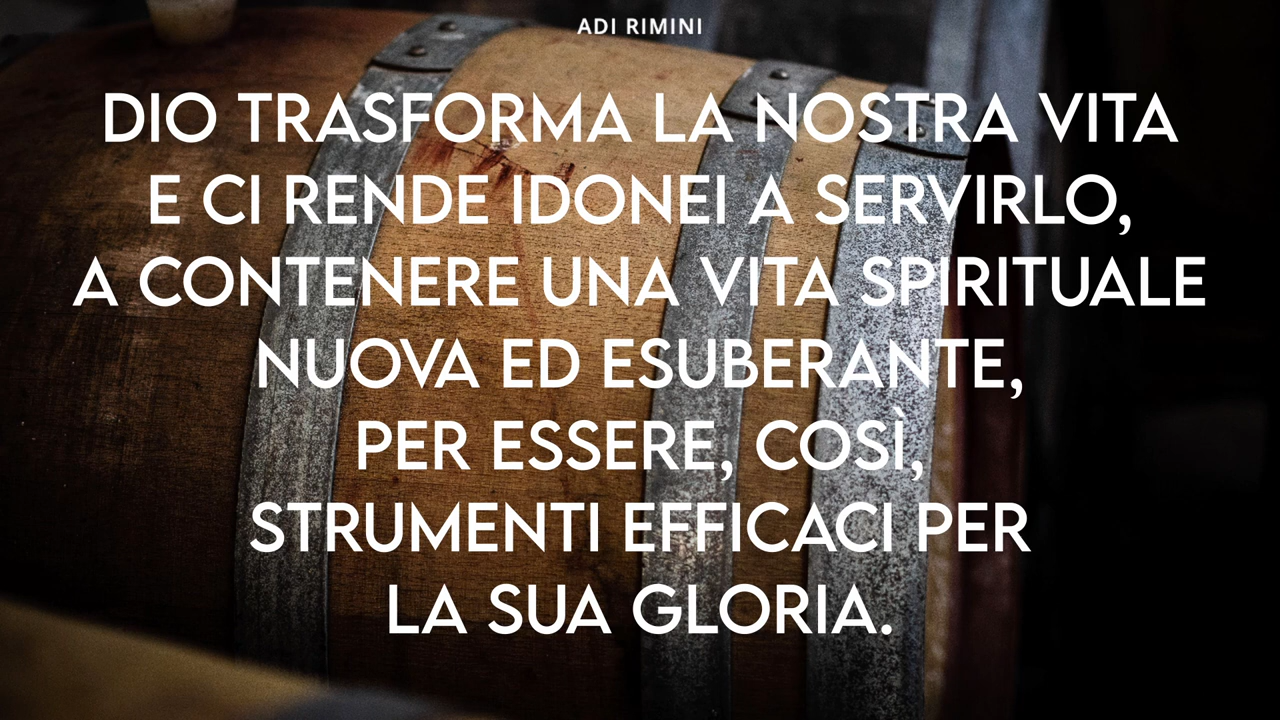 ADI RIMINI
DIO TRASFORMA LA NOSTRA VITA
E CI RENDE IDONEI A SERVIRLO,
A CONTENERE UNA VITA SPIRITUALE
NUOVA ED ESUBERANTE,
PER ESSERE, COSÌ,
STRUMENTI EFFICACI PER
LA SUA GLORIA.